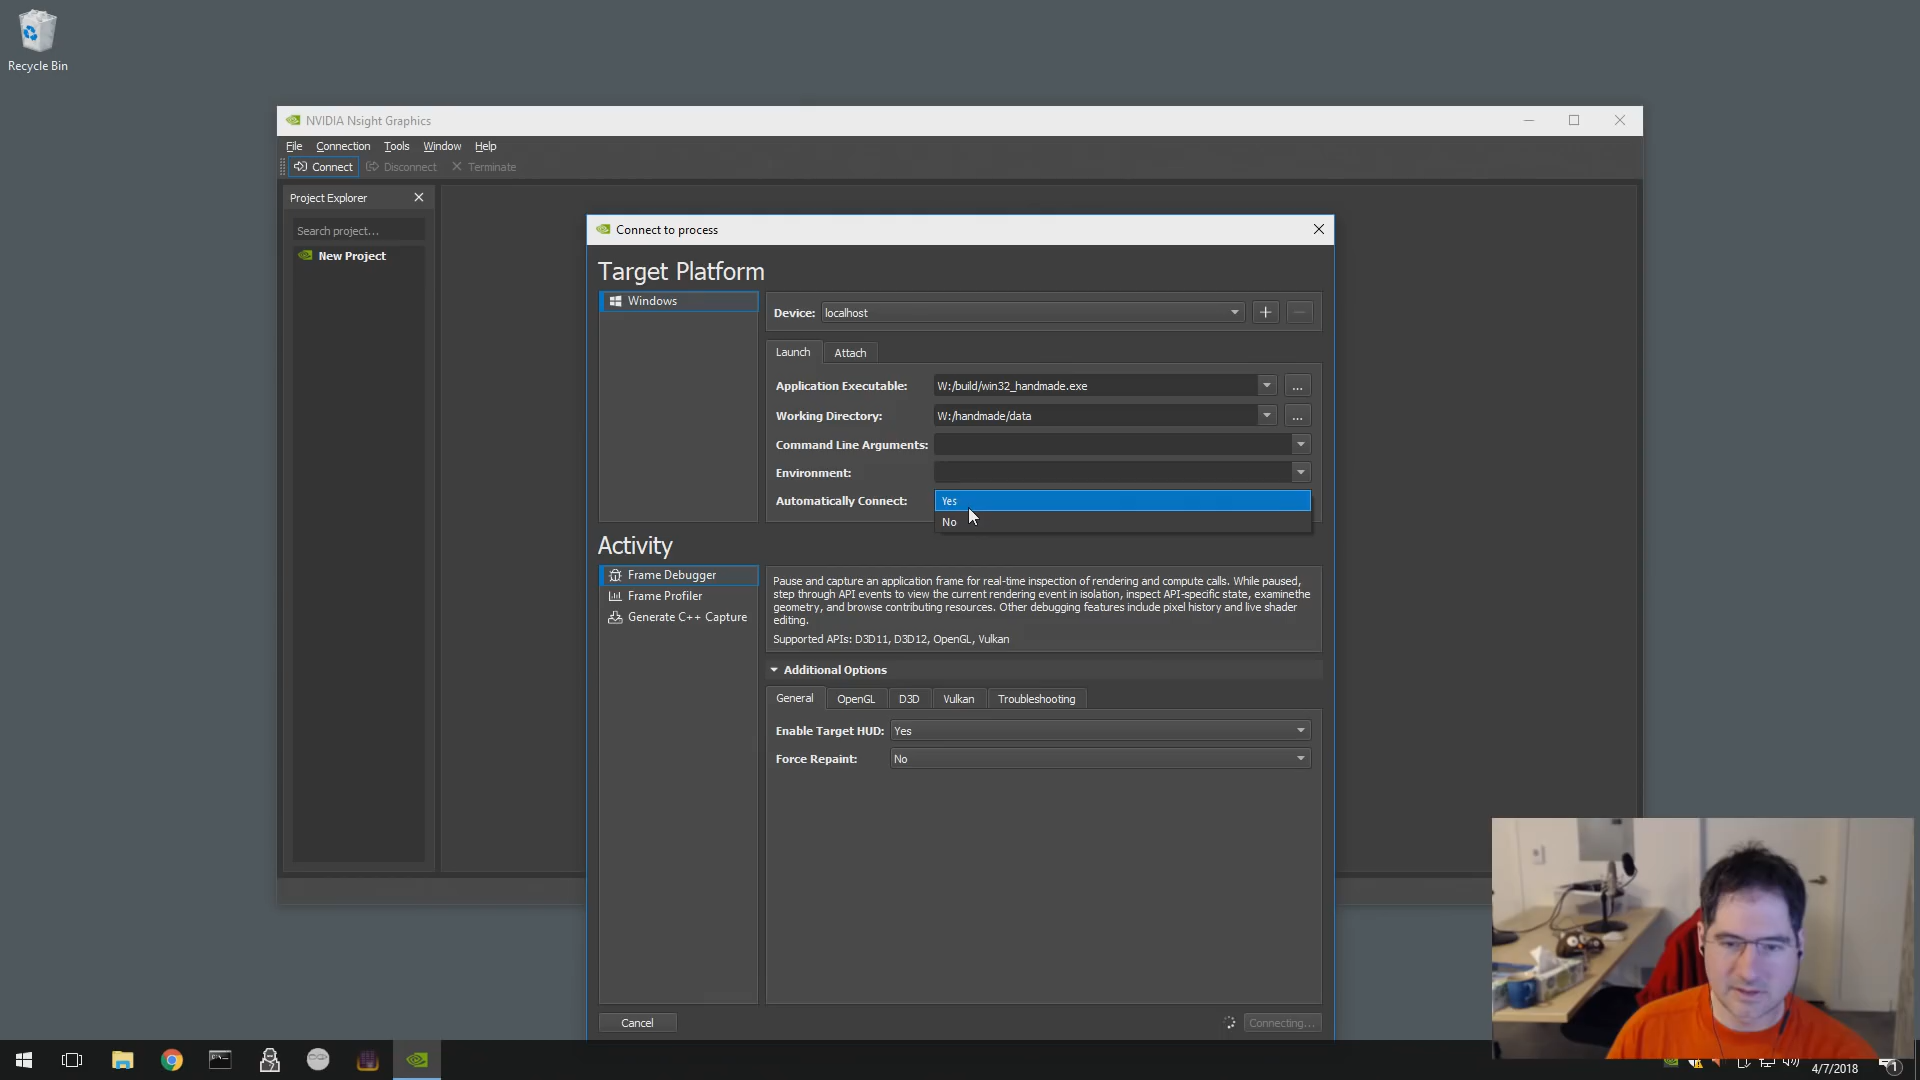 Recycle Bin
NVIDIA Nsight Graphics
File Connection Tools Window Help
Connect Disconnect Terminate
Project Explorer
Search project...
New Project
Connect to process
Target Platform
Windows
Device: localhost
Launch Attach
Application Executable: W:/build/win32_handmade.exe ...
Working Directory: W:/handmade/data ...
Command Line Arguments:
Environment:
Automatically Connect: Yes
No
Activity
Frame Debugger
Frame Profiler
Generate C++ Capture
Pause and capture an application frame for real-time inspection of rendering and compute calls. While paused,
step through API events to view the current rendering event in isolation, inspect API-specific state, examinethe
geometry, and browse contributing resources. Other debugging features include pixel history and live shader
editing.
Supported APIs: D3D11, D3D12, OpenGL, Vulkan
Additional Options
General OpenGL D3D Vulkan Troubleshooting
Enable Target HUD: Yes
Force Repaint: No
Cancel
Connecting...
4/7/2018
1